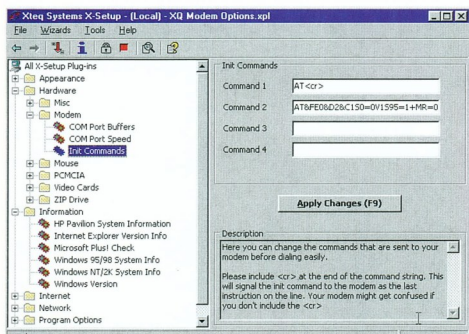 Xteq Systems X-Setup - (Local) - XQ Modem Options.xpl
File Wizards Tools Help
All X-Setup Plug-ins
Appearance
Hardware
Misc
Modem
COM Port Buffers
COM Port Speed
Init Commands
Mouse
PCMCIA
Video Cards
ZIP Drive
Information
HP Pavilion System Information
Internet Explorer Version Info
Microsoft Plus! Check
Windows 95/98 System Info
Windows NT/2K System Info
Windows Version
Internet
Network
Program Options
Init Commands
Command 1
AT<cr>
Command 2
AT&FE0&D2&C1S0=0V1S95=1+MR=0
Command 3
Command 4
Apply Changes (F9)
Description
Here you can change the commands that are sent to your
modem before dialing easily.
Please include <cr> at the end of the command string. This
will signal the init command to the modem as the last
instruction on the line. Your modem might get confused if
you don't include the <cr>